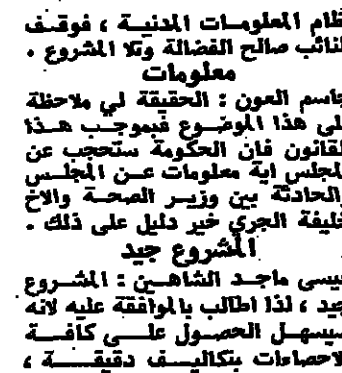 نظام المعلومات المدنية ، فوقف
النائب صالح الفضالة وتلا المشروع .
معلومات
جاسم العون : الحقيقة لي ملاحظة
على هذا الموضوع فبموجب هذا
القانون فان الحكومة ستحجب عن
المجلس اية معلومات عن المجلس
والحادثة بين وزير الصحة والاخ
خليفة الجري خير دليل على ذلك .
المشروع جيد
عيسى ماجد الشاهين : المشروع
جيد ، لذا اطالب بالموافقة عليه لانه
سيسهل الحصول على كافة
الاحصاءات بتكاليف دقيقة ،